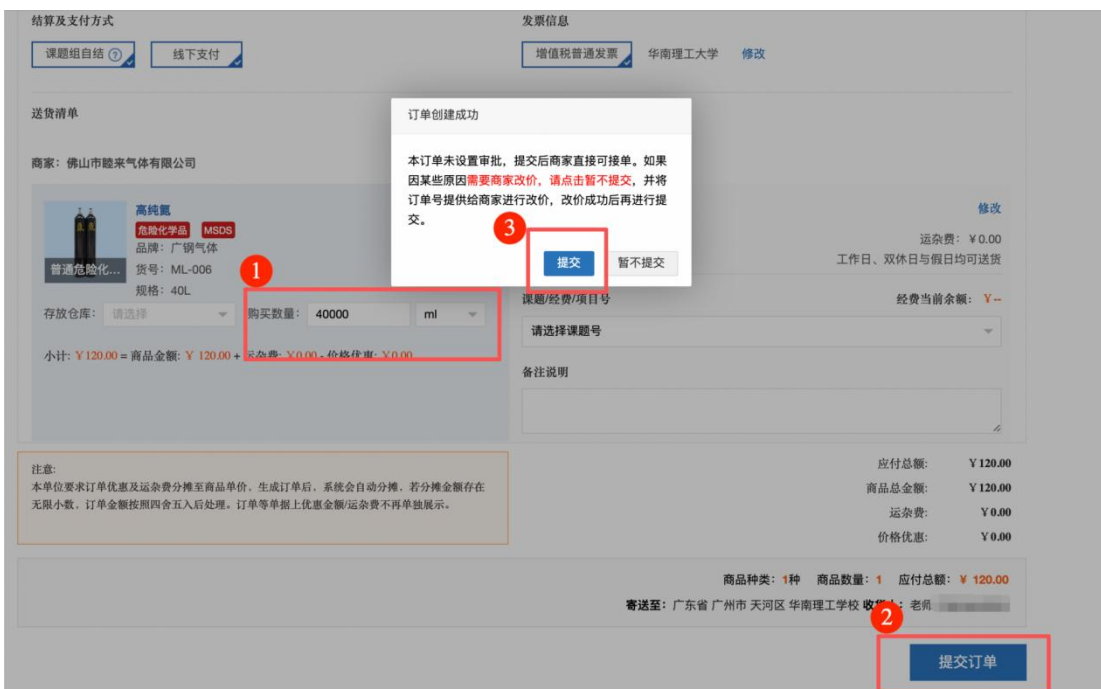 结算及支付方式
发票信息
课题组自结 ?
线下支付
增值税普通发票
华南理工大学
修改
送货清单
订单创建成功
本订单未设置审批，提交后商家直接可接单。如果
因某些原因需要商家改价，请点击暂不提交，并将
订单号提供给商家进行改价，改价成功后再进行提
交。
3
提交
暂不提交
商家：佛山市睦来气体有限公司
高纯氮
危险化学品 MSDS
品牌：广钢气体
普通危险化...
货号：ML-006
规格：40L
1
存放仓库： 请选择
购买数量： 40000 ml
小计: ￥120.00 = 商品金额: ￥ 120.00 + 运杂费: ￥0.00 - 价格优惠: ￥0.00
修改
运杂费：￥0.00
工作日、双休日与假日均可送货
课题/经费/项目号
经费当前余额： ￥--
请选择课题号
备注说明
注意:
本单位要求订单优惠及运杂费分摊至商品单价，生成订单后，系统会自动分摊，若分摊金额存在
无限小数，订单金额按照四舍五入后处理。订单等单据上优惠金额/运杂费不再单独展示。
应付总额: ￥120.00
商品总金额: ￥120.00
运杂费: ￥0.00
价格优惠: ￥0.00
商品种类：1种 商品数量：1 应付总额：￥ 120.00
寄送至：广东省 广州市 天河区 华南理工学校 收货人：老师
2
提交订单